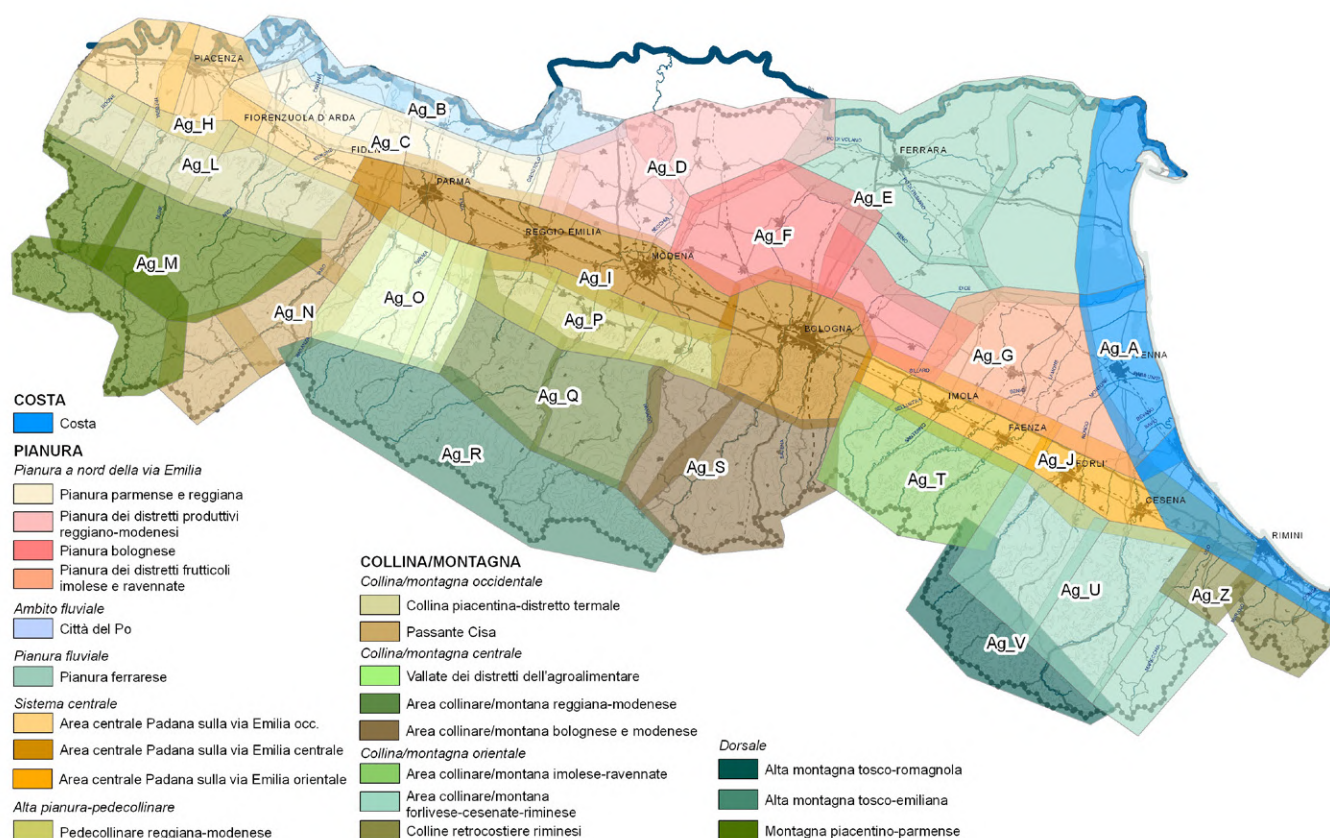 PIACENZA
Ag_B
Ag_H
FIORENZUOLA D'ARDA
Ag_C
FIDEN
Ag_L
Ag_D
FERRARA
PARMA
Ag_E
REGGIO EMILIA
Ag_F
MODENA
Ag_M
Ag_I
Ag_O
Ag_N
Ag_P
BOLOGNA
Ag_G
Ag_A
ENNA
Ag_Q
IMOLA
FAENZA
Ag_R
Ag_S
Ag_T
Ag_J
FORLI
CESENA
RIMINI
Ag_U
Ag_Z
Ag_V
COSTA
Costa
PIANURA
Pianura a nord della via Emilia
Pianura parmense e reggiana
Pianura dei distretti produttivi
reggiano-modenesi
Pianura bolognese
Pianura dei distretti frutticoli
imolese e ravennate
Ambito fluviale
Città del Po
Pianura fluviale
Pianura ferrarese
Sistema centrale
Area centrale Padana sulla via Emilia occ.
Area centrale Padana sulla via Emilia centrale
Area centrale Padana sulla via Emilia orientale
Alta pianura-pedecollinare
Pedecollinare reggiana-modenese
COLLINA/MONTAGNA
Collina/montagna occidentale
Collina piacentina-distretto termale
Passante Cisa
Collina/montagna centrale
Vallate dei distretti dell'agroalimentare
Area collinare/montana reggiana-modenese
Area collinare/montana bolognese e modenese
Collina/montagna orientale
Area collinare/montana imolese-ravennate
Area collinare/montana
forlivese-cesenate-riminese
Colline retrocostiere riminesi
Dorsale
Alta montagna tosco-romagnola
Alta montagna tosco-emiliana
Montagna piacentino-parmense